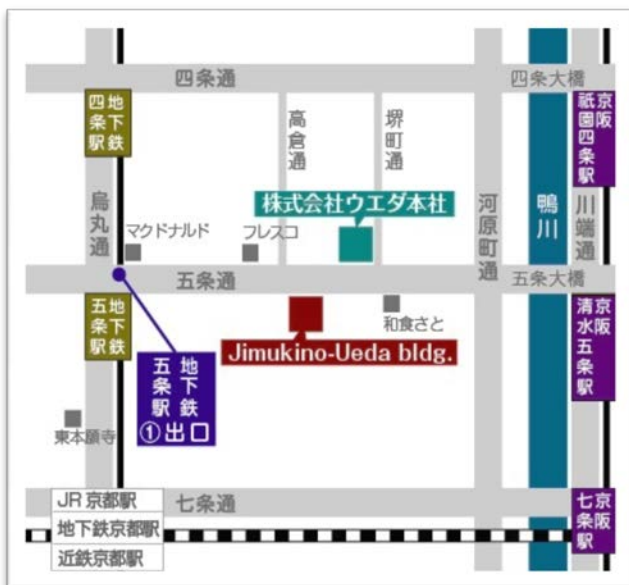 四条通
四条大橋
地下鉄
四条駅
京阪
祇園四条駅
高倉通
堺町通
株式会社ウエダ本社
烏丸通
マクドナルド
フレスコ
河原町通
鴨川
川端通
五条通
五条大橋
地下鉄
五条駅
京阪
清水五条駅
和食さと
Jimukino-Ueda bldg.
地下鉄
五条駅
①出口
東本願寺
JR 京都駅
七条通
地下鉄京都駅
近鉄京都駅
京阪
七条駅